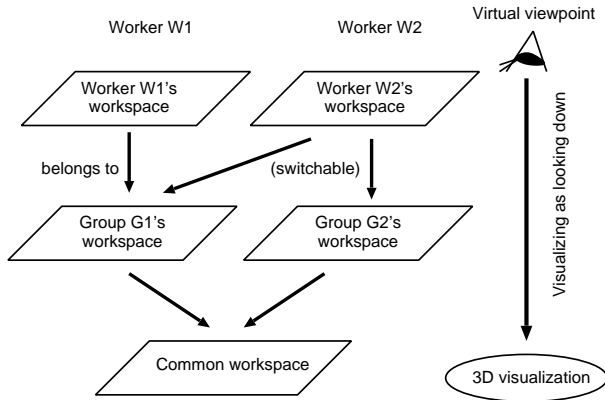 Worker W1
Worker W2
Virtual viewpoint
Worker W1's
workspace
Worker W2's
workspace
belongs to
(switchable)
Visualizing as looking down
Group G1's
workspace
Group G2's
workspace
Common workspace
3D visualization